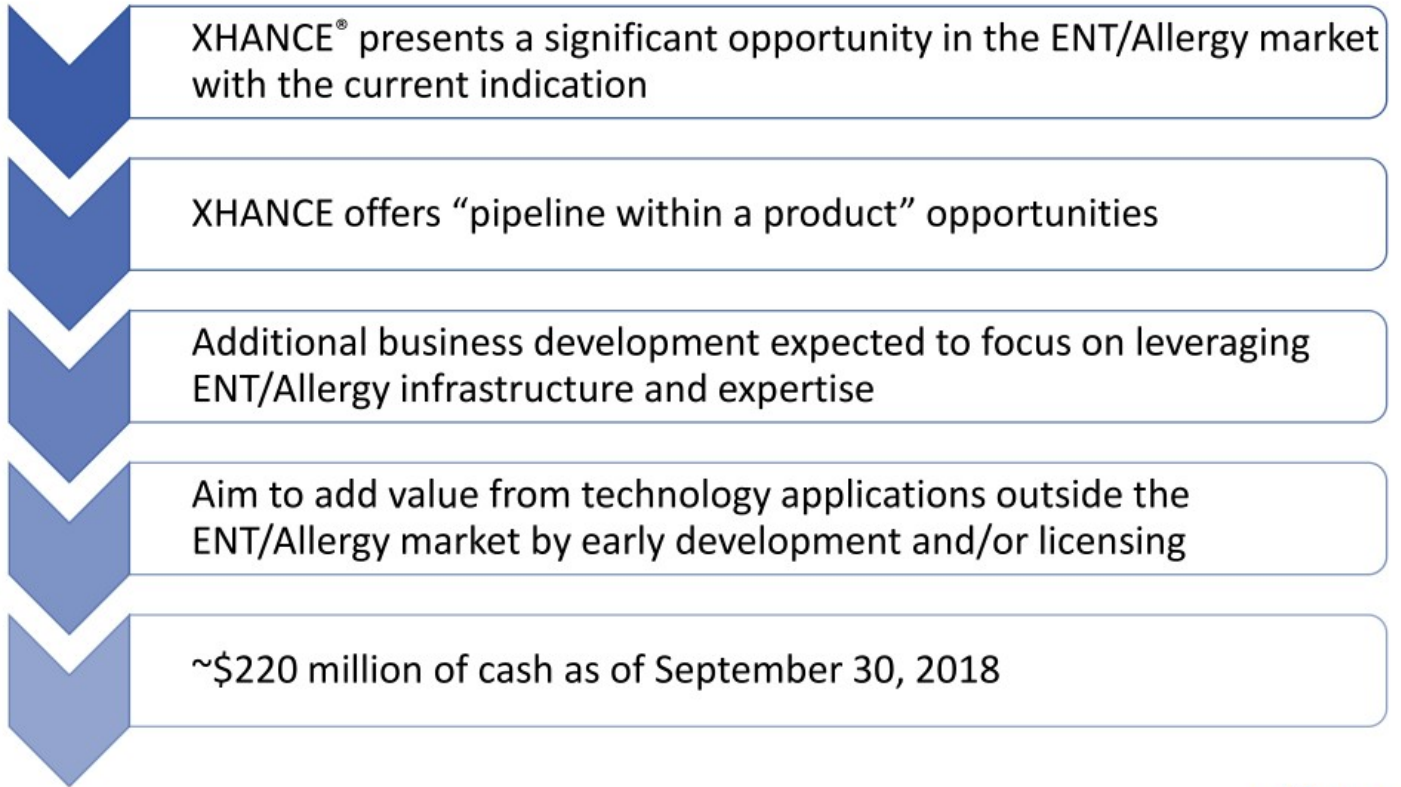 XHANCE® presents a significant opportunity in the ENT/Allergy market
with the current indication
XHANCE offers “pipeline within a product” opportunities
Additional business development expected to focus on leveraging
ENT/Allergy infrastructure and expertise
Aim to add value from technology applications outside the
ENT/Allergy market by early development and/or licensing
~$220 million of cash as of September 30, 2018